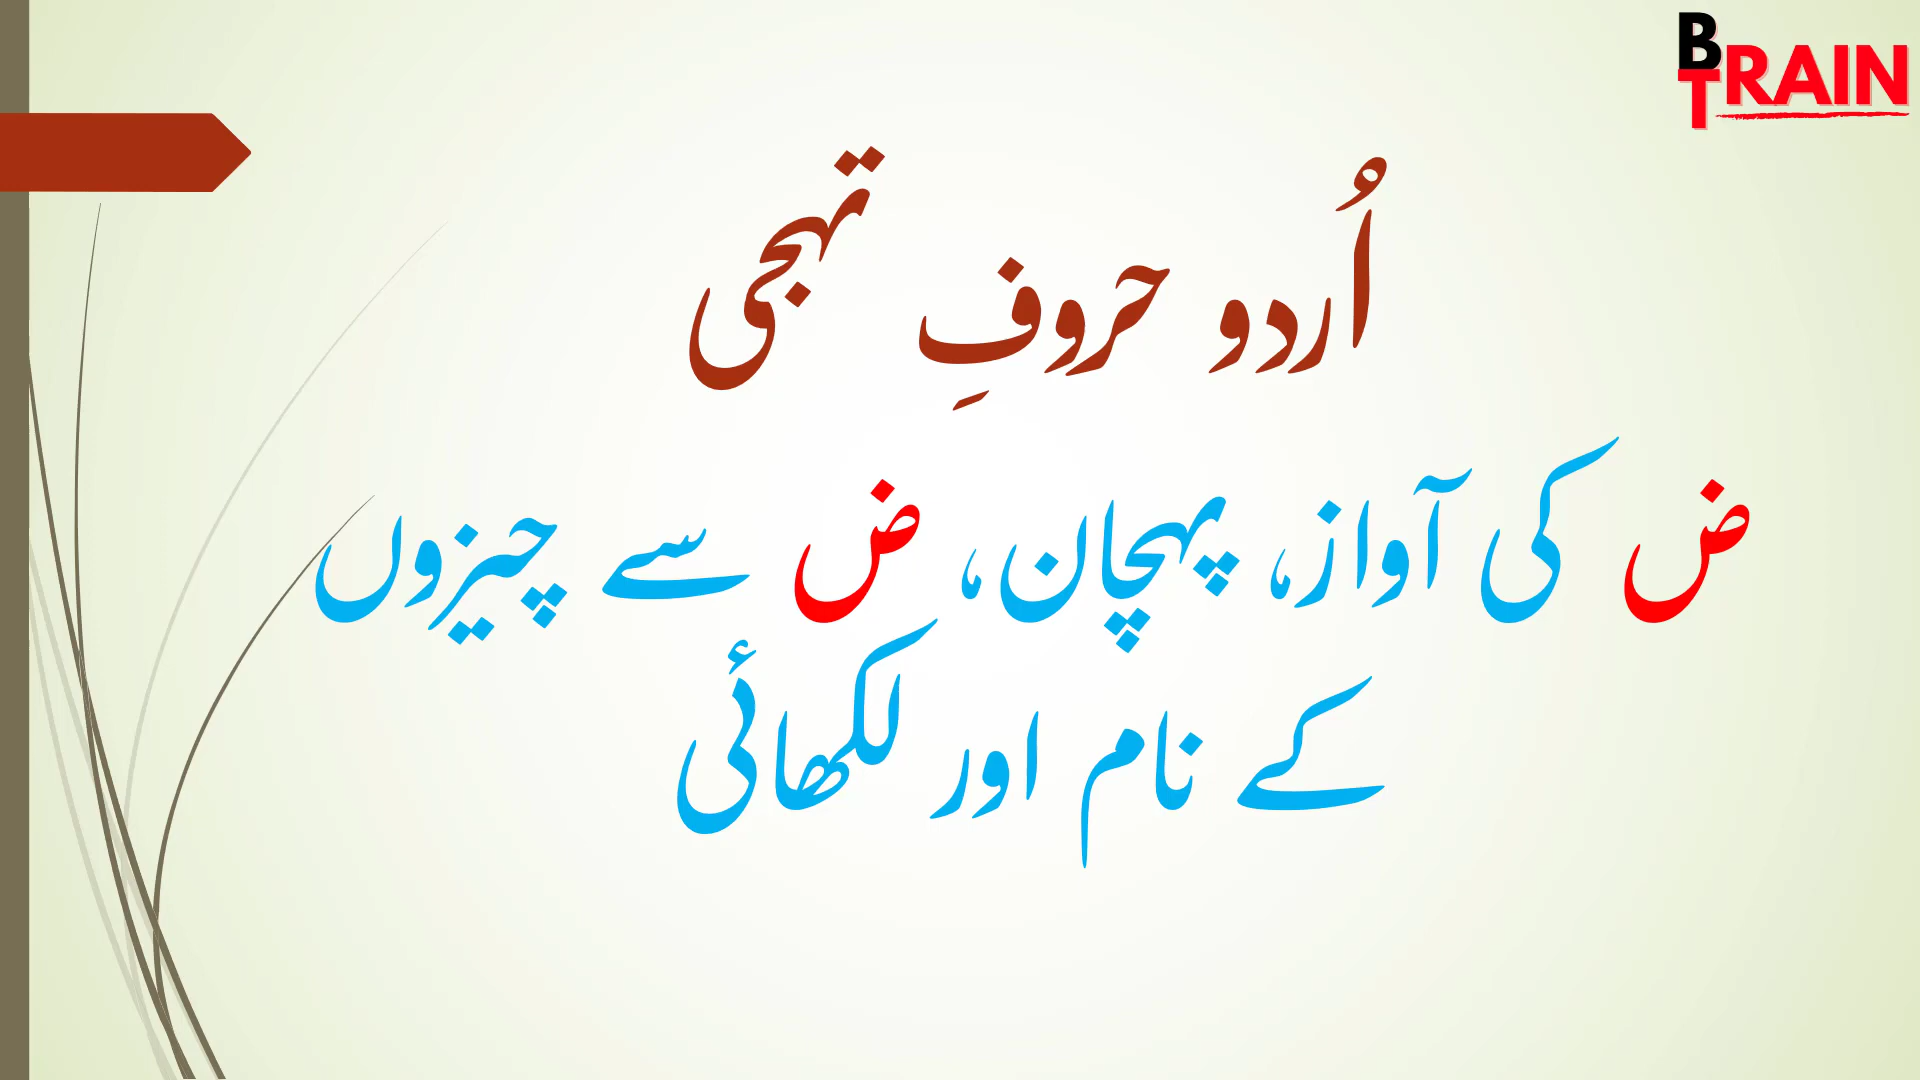 BTRAIN
اُردو حروفِ تہجی
ض کی آواز، پہچان، ض سے چیزوں
کے نام اور لکھائی